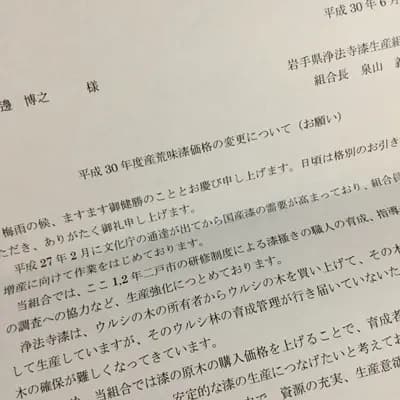 平成 30 年 6
岩手県浄法寺漆生産組
組合長 泉山 義
邊 博之 様
平成 30 年度産荒味漆価格の変更について（お願い）
梅雨の候、ますます御健勝のこととお慶び申し上げます。日頃は格別のお引き
ただき、ありがたく御礼申し上げます。
平成 27 年 2 月に文化庁の通達が出てから国産漆の需要が高まっており、組合員
増産に向けて作業をはじめております。
当組合では、ここ 1,2 年二戸市の研修制度による漆掻きの職人の育成、指導
の調査への協力など、生産強化につとめております。
浄法寺漆は、ウルシの木の所有者からウルシの木を買い上げて、その木
して生産していますが、そのウルシ林の育成管理が行き届いていないた
木の確保が難しくなってきています。
当組合では漆の原木の購入価格を上げることで、育成者
安定的な漆の生産につなげたいと考えてお
で、資源の充実、生産意欲